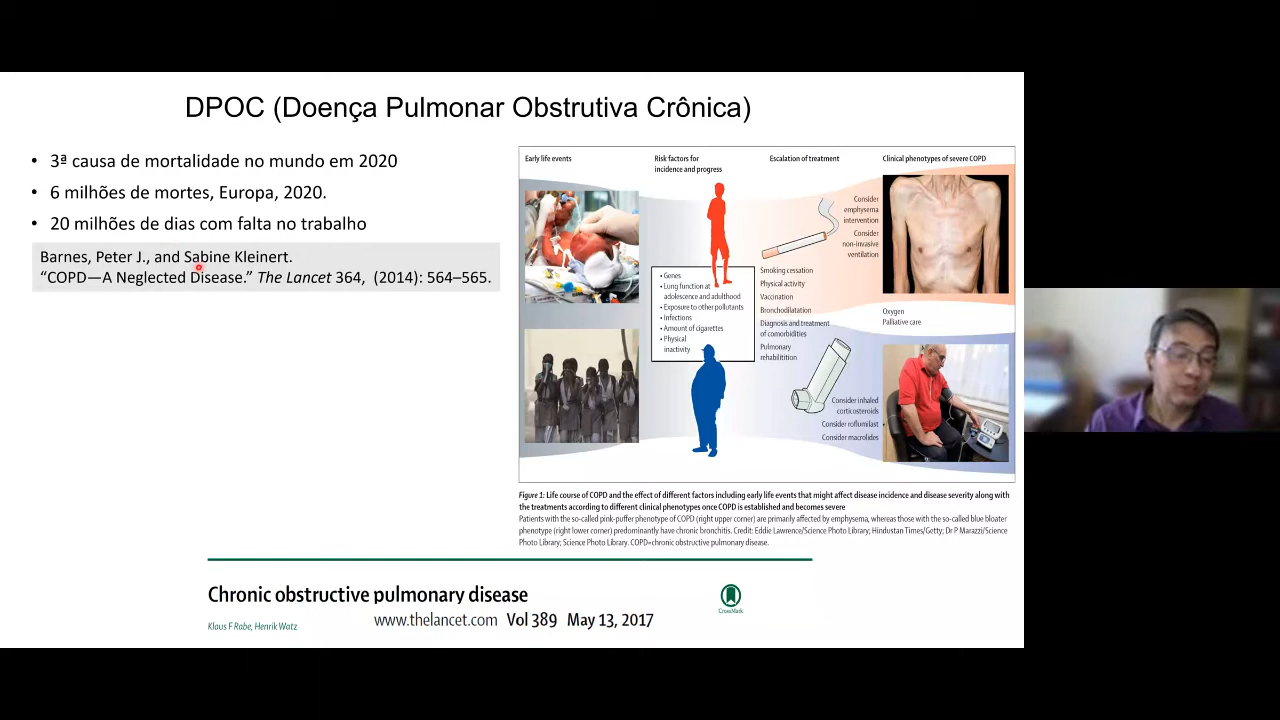 DPOC (Doença Pulmonar Obstrutiva Crônica)
• 3ª causa de mortalidade no mundo em 2020
• 6 milhões de mortes, Europa, 2020.
• 20 milhões de dias com falta no trabalho
Barnes, Peter J., and Sabine Kleinert.
“COPD—A Neglected Disease.” The Lancet 364, (2014): 564–565.
Early life events
Risk factors for
incidence and progress
• Genes
• Lung function at
adolescence and adulthood
• Exposure to other pollutants
• Infections
• Amount of cigarettes
• Physical
inactivity
Escalation of treatment
Consider
emphysema
intervention
Consider
non-invasive
ventilation
Smoking cessation
Physical activity
Vaccination
Bronchodilatation
Diagnosis and treatment
of comorbidities
Pulmonary
rehabilitition
Consider inhaled
corticosteroids
Consider roflumilast
Consider macrolides
Clinical phenotypes of severe COPD
Oxygen
Palliative care
Figure 1: Life course of COPD and the effect of different factors including early life events that might affect disease incidence and disease severity along with
the treatments according to different clinical phenotypes once COPD is established and becomes severe
Patients with the so-called pink-puffer phenotype of COPD (right upper corner) are primarily affected by emphysema, whereas those with the so-called blue bloater
phenotype (right lower corner) predominantly have chronic bronchitis. Credit: Eddie Lawrence/Science Photo Library; Hindustan Times/Getty; Dr P Marazzi/Science
Photo Library; Science Photo Library. COPD=chronic obstructive pulmonary disease.
Chronic obstructive pulmonary disease
CrossMark
www.thelancet.com Vol 389 May 13, 2017
Klaus F Rabe, Henrik Watz